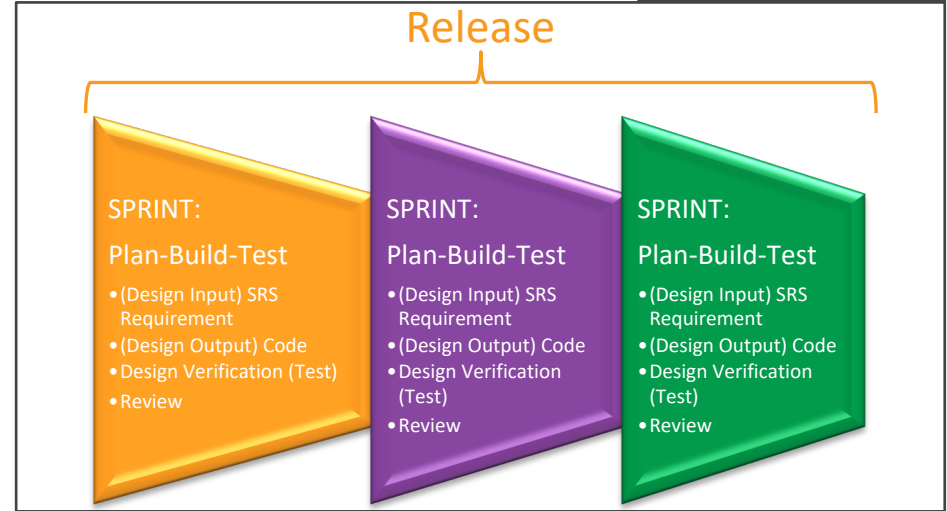 Release
SPRINT:
Plan-Build-Test
•(Design Input) SRS
Requirement
•(Design Output) Code
•Design Verification (Test)
•Review
SPRINT:
Plan-Build-Test
•(Design Input) SRS
Requirement
•(Design Output) Code
•Design Verification
(Test)
•Review
SPRINT:
Plan-Build-Test
•(Design Input) SRS
Requirement
•(Design Output) Code
•Design Verification
(Test)
•Review